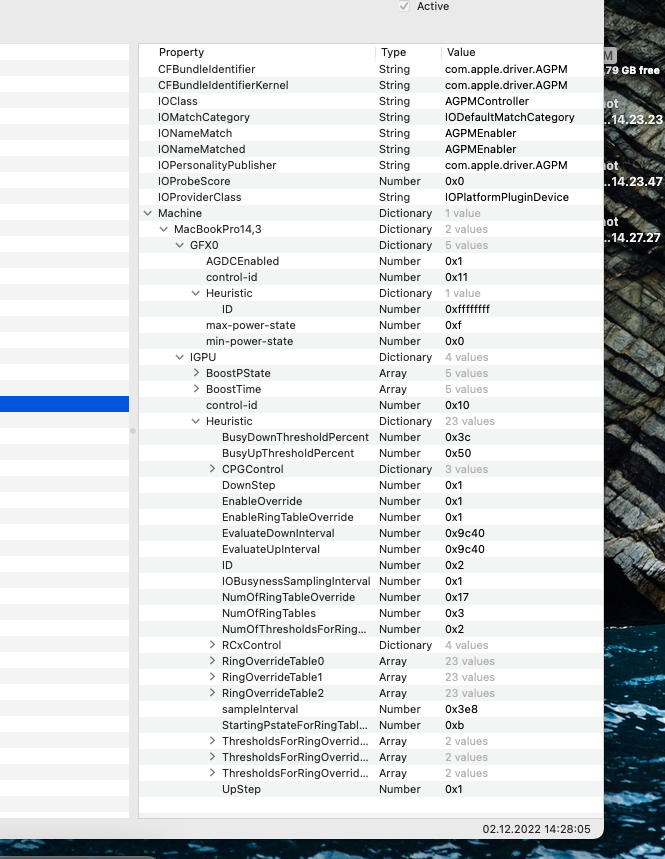 Active
Property Type Value
CFBundleIdentifier String com.apple.driver.AGPM
CFBundleIdentifierKernel String com.apple.driver.AGPM
IOClass String AGPMController
IOMatchCategory String IODefaultMatchCategory
IONameMatch String AGPMEnabler
IONameMatched String AGPMEnabler
IOPersonalityPublisher String com.apple.driver.AGPM
IOProbeScore Number 0x0
IOProviderClass String IOPlatformPluginDevice
Machine Dictionary 1 value
MacBookPro14,3 Dictionary 2 values
GFX0 Dictionary 5 values
AGDCEnabled Number 0x1
control-id Number 0x11
Heuristic Dictionary 1 value
ID Number 0xffffffff
max-power-state Number 0xf
min-power-state Number 0x0
IGPU Dictionary 4 values
BoostPState Array 5 values
BoostTime Array 5 values
control-id Number 0x10
Heuristic Dictionary 23 values
BusyDownThresholdPercent Number 0x3c
BusyUpThresholdPercent Number 0x50
CPGControl Dictionary 3 values
DownStep Number 0x1
EnableOverride Number 0x1
EnableRingTableOverride Number 0x1
EvaluateDownInterval Number 0x9c40
EvaluateUpInterval Number 0x9c40
ID Number 0x2
IOBusynessSamplingInterval Number 0x1
NumOfRingTableOverride Number 0x17
NumOfRingTables Number 0x3
NumOfThresholdsForRing... Number 0x2
RCxControl Dictionary 4 values
RingOverrideTable0 Array 23 values
RingOverrideTable1 Array 23 values
RingOverrideTable2 Array 23 values
sampleInterval Number 0x3e8
StartingPstateForRingTabl... Number 0xb
ThresholdsForRingOverrid... Array 2 values
ThresholdsForRingOverrid... Array 2 values
ThresholdsForRingOverrid... Array 2 values
UpStep Number 0x1
02.12.2022 14:28:05
M
,79 GB free
ot
...14.23.23
ot
...14.23.47
ot
...14.27.27